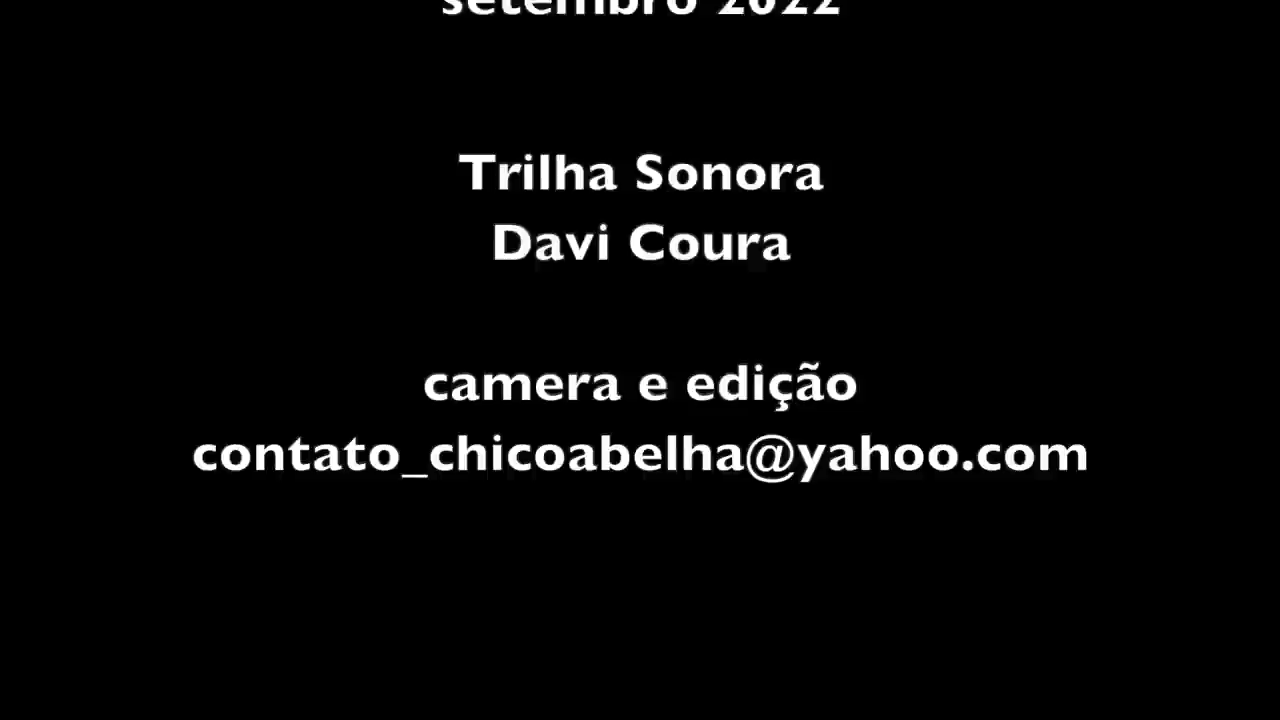 setembro 2022
Trilha Sonora
Davi Coura
camera e edição
contato_chicoabelha@yahoo.com